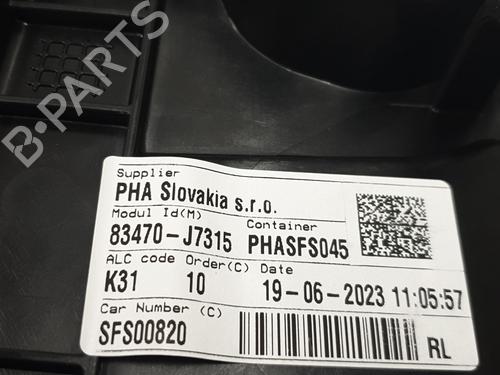 B-PARTS
Supplier
PHA Slovakia s.r.o.
Modul Id(M) Container
83470-J7315 PHASFS045
ALC code Order(C) Date
K31 10 19-06-2023 11:05:57
Car Number (C)
SFS00820 RL